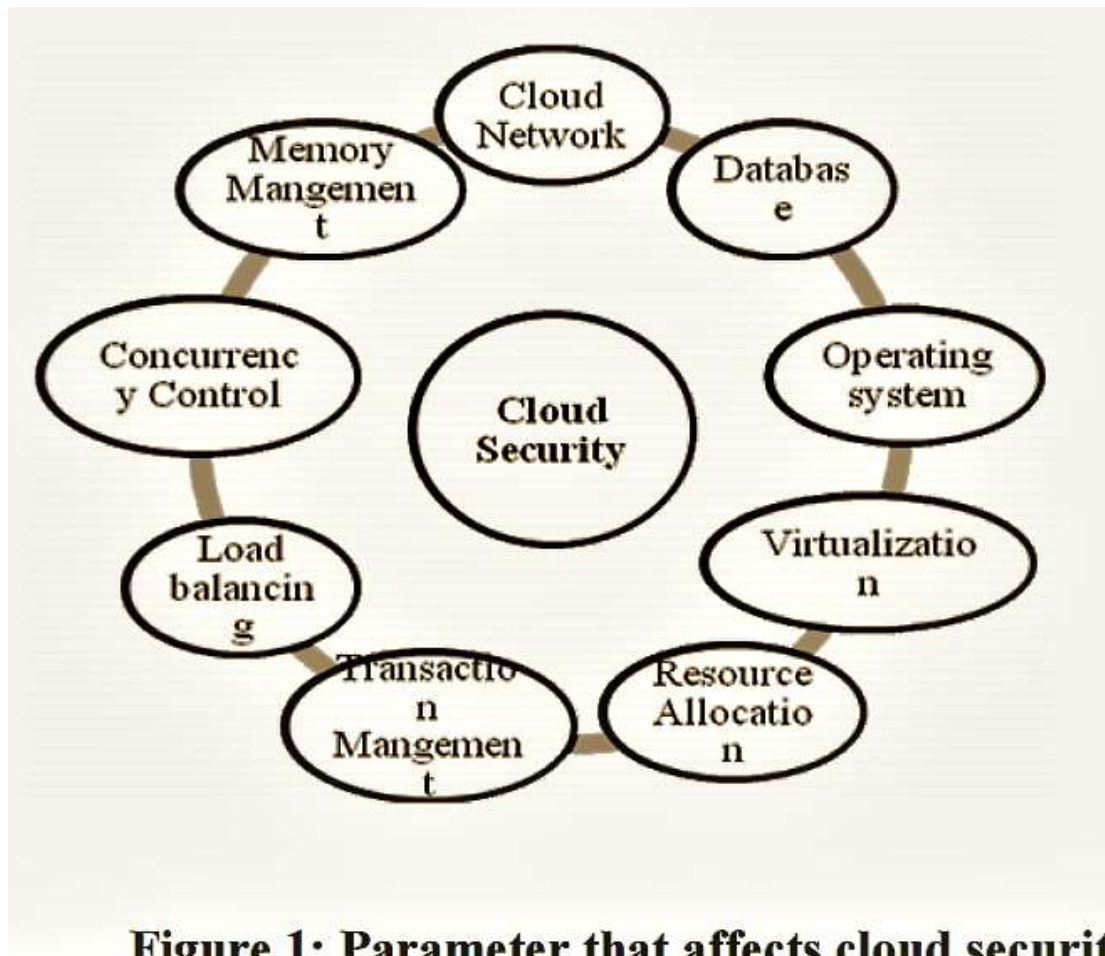 Cloud
Network
Databas
e
Operating
system
Virtualizatio
n
Resource
Allocatio
n
Transactio
n
Mangemen
t
Load
balancin
g
Concurrenc
y Control
Memory
Mangemen
t
Cloud
Security
Figure 1: Parameter that affects cloud securit